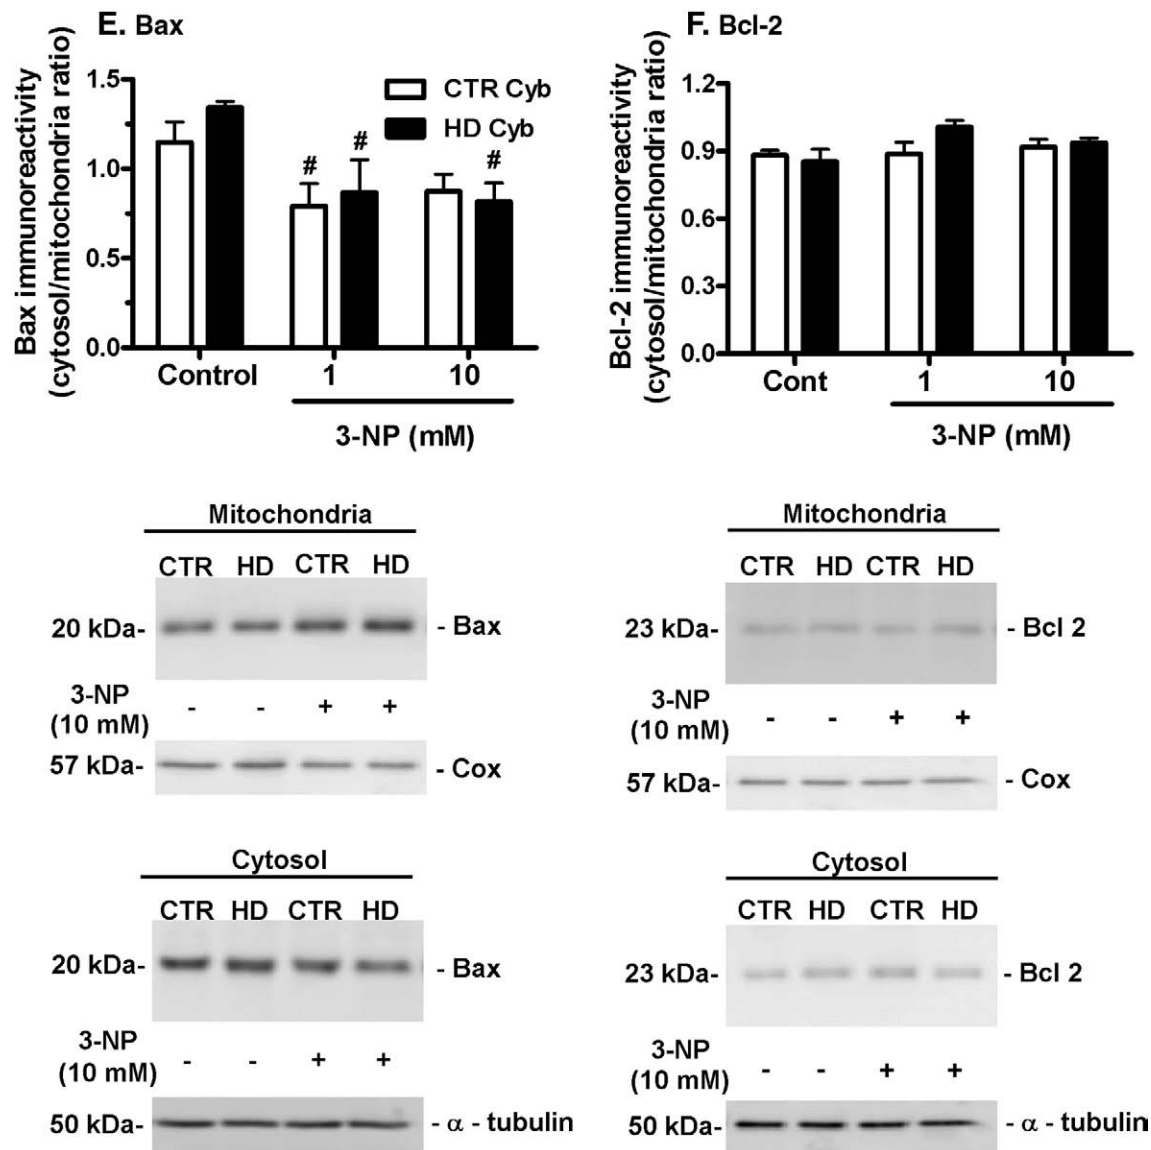 E. Bax
Bax immunoreactivity
(cytosol/mitochondria ratio)
1.5
1.0
0.5
0.0
CTR Cyb
HD Cyb
# # #
Control 1 10
3-NP (mM)
Mitochondria
CTR HD CTR HD
20 kDa- - Bax
3-NP
(10 mM) - - + +
57 kDa- - Cox
Cytosol
CTR HD CTR HD
20 kDa- - Bax
3-NP
(10 mM) - - + +
50 kDa- - α - tubulin
F. Bcl-2
Bcl-2 immunoreactivity
(cytosol/mitochondria ratio)
1.2
0.9
0.6
0.3
0.0
Cont 1 10
3-NP (mM)
Mitochondria
CTR HD CTR HD
23 kDa- - Bcl 2
3-NP
(10 mM) - - + +
57 kDa- - Cox
Cytosol
CTR HD CTR HD
23 kDa- - Bcl 2
3-NP
(10 mM) - - + +
50 kDa- - α - tubulin